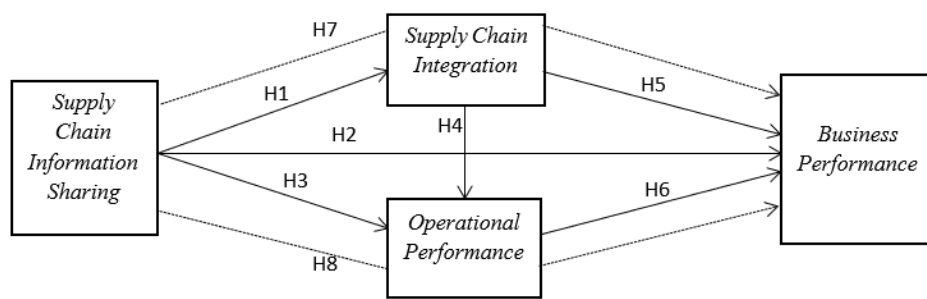 H7
Supply Chain
Integration
Supply
Chain
Information
Sharing
H1
H5
H4
H2
Business
Performance
H3
H6
Operational
Performance
H8